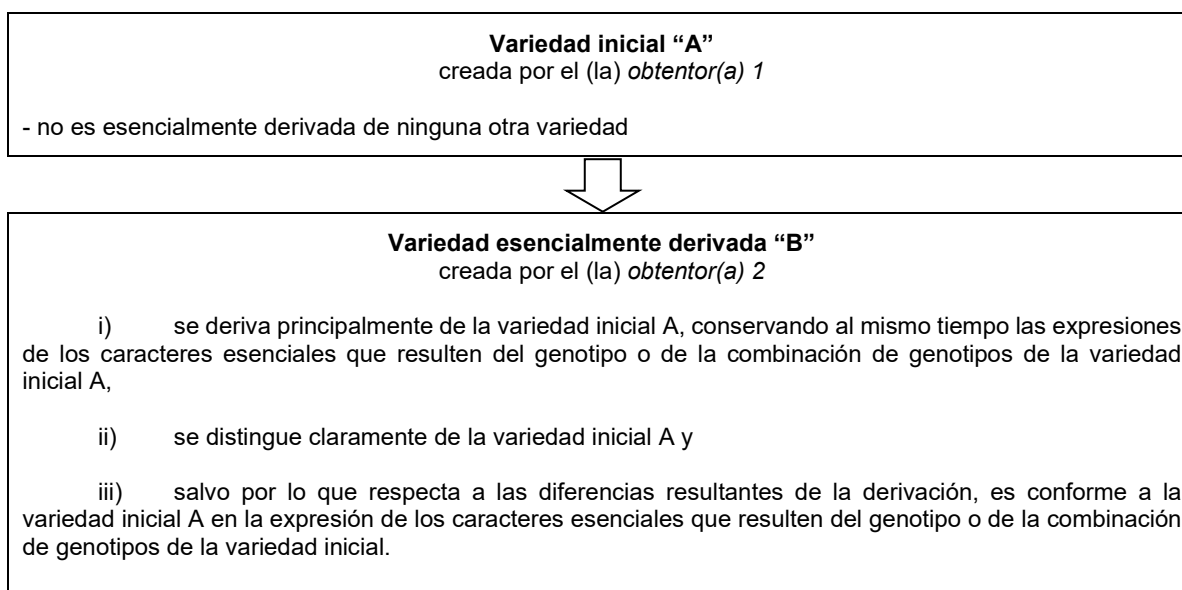 Variedad inicial “A”
creada por el (la) obtentor(a) 1
- no es esencialmente derivada de ninguna otra variedad
Variedad esencialmente derivada “B”
creada por el (la) obtentor(a) 2
i) se deriva principalmente de la variedad inicial A, conservando al mismo tiempo las expresiones
de los caracteres esenciales que resulten del genotipo o de la combinación de genotipos de la variedad
inicial A,
ii) se distingue claramente de la variedad inicial A y
iii) salvo por lo que respecta a las diferencias resultantes de la derivación, es conforme a la
variedad inicial A en la expresión de los caracteres esenciales que resulten del genotipo o de la combinación
de genotipos de la variedad inicial.